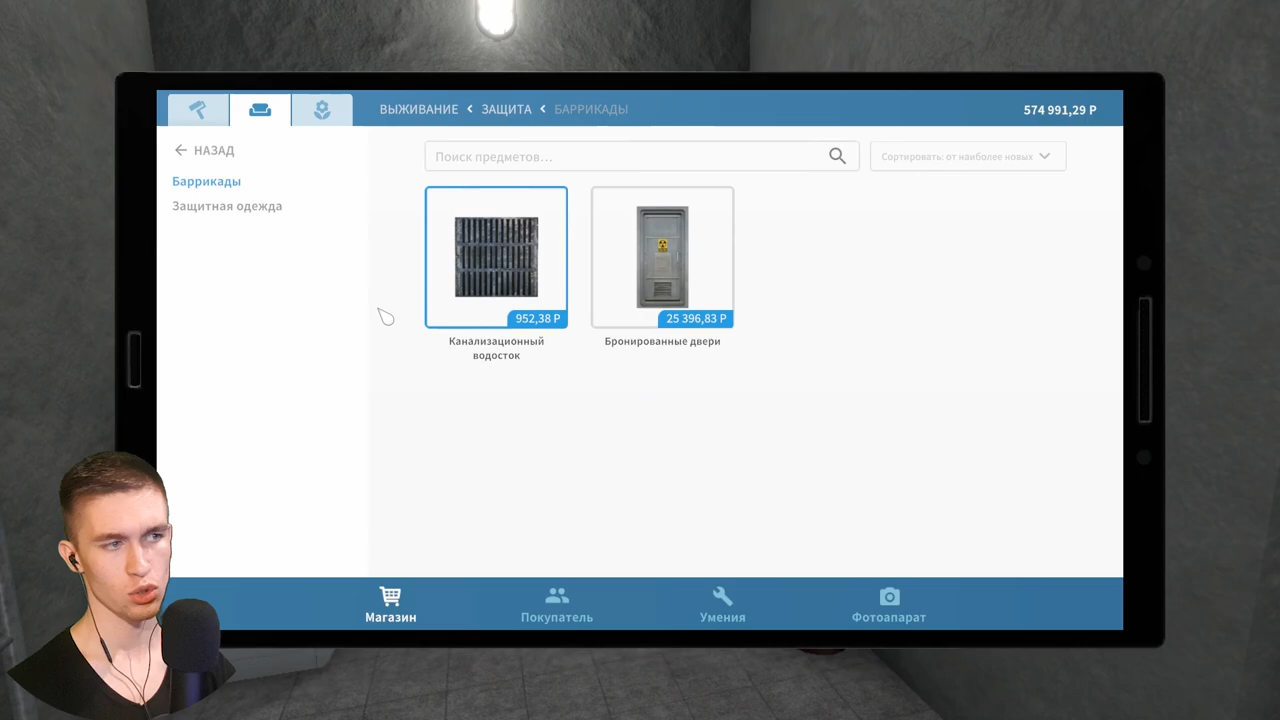 ВЫЖИВАНИЕ < ЗАЩИТА < БАРРИКАДЫ
574 991,29 Р
НАЗАД
Баррикады
Защитная одежда
Поиск предметов...
Сортировать: от наиболее новых
952,38 Р
Канализационный
водосток
25 396,83 Р
Бронированные двери
Магазин
Покупатель
Умения
Фотоапарат